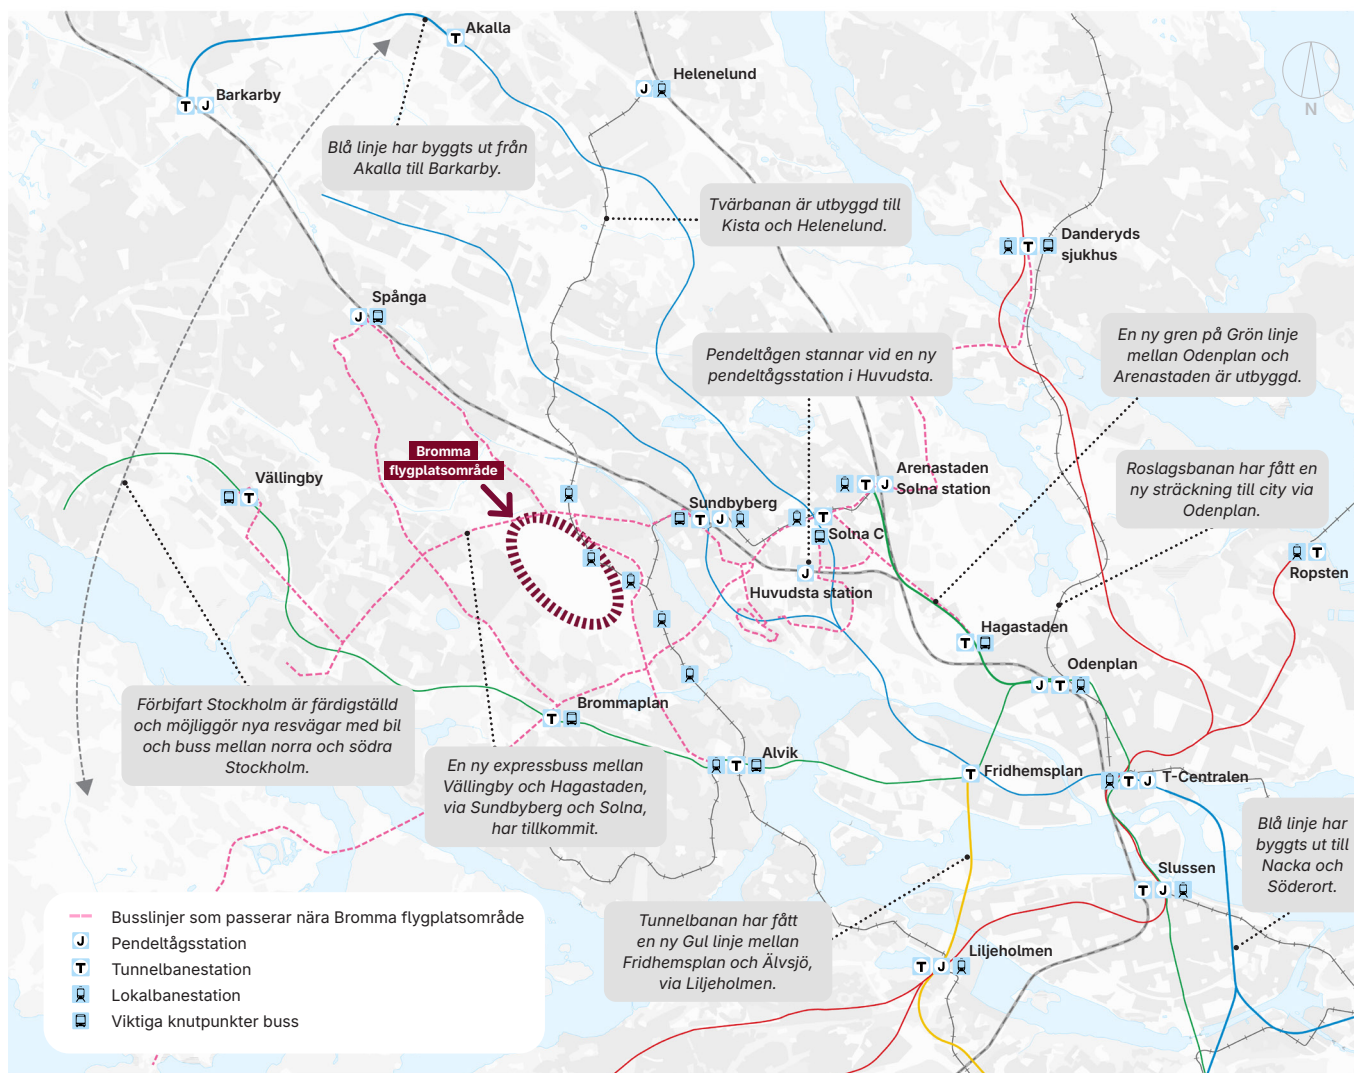 Akalla
Helenelund
Barkarby
N
Blå linje har byggts ut från
Akalla till Barkarby.
Tvärbanan är utbyggd till
Kista och Helenelund.
Danderyds
sjukhus
Spånga
Pendeltågen stannar vid en ny
pendeltågsstation i Huvudsta.
En ny gren på Grön linje
mellan Odenplan och
Arenastaden är utbyggd.
Bromma
flygplatsområde
Vällingby
Arenastaden
Solna station
Roslagsbanan har fått en
ny sträckning till city via
Odenplan.
Sundbyberg
Solna C
Ropsten
Huvudsta station
Hagastaden
Odenplan
Förbifart Stockholm är färdigställd
och möjliggör nya resvägar med bil
och buss mellan norra och södra
Stockholm.
Brommaplan
En ny expressbuss mellan
Vällingby och Hagastaden,
via Sundbyberg och Solna,
har tillkommit.
Alvik
Fridhemsplan
T-Centralen
Blå linje har
byggts ut till
Nacka och
Söderort.
Slussen
Tunnelbanan har fått
en ny Gul linje mellan
Fridhemsplan och Älvsjö,
via Liljeholmen.
Liljeholmen
Busslinjer som passerar nära Bromma flygplatsområde
J Pendeltågsstation
T Tunnelbanestation
Lokalbanestation
Viktiga knutpunkter buss